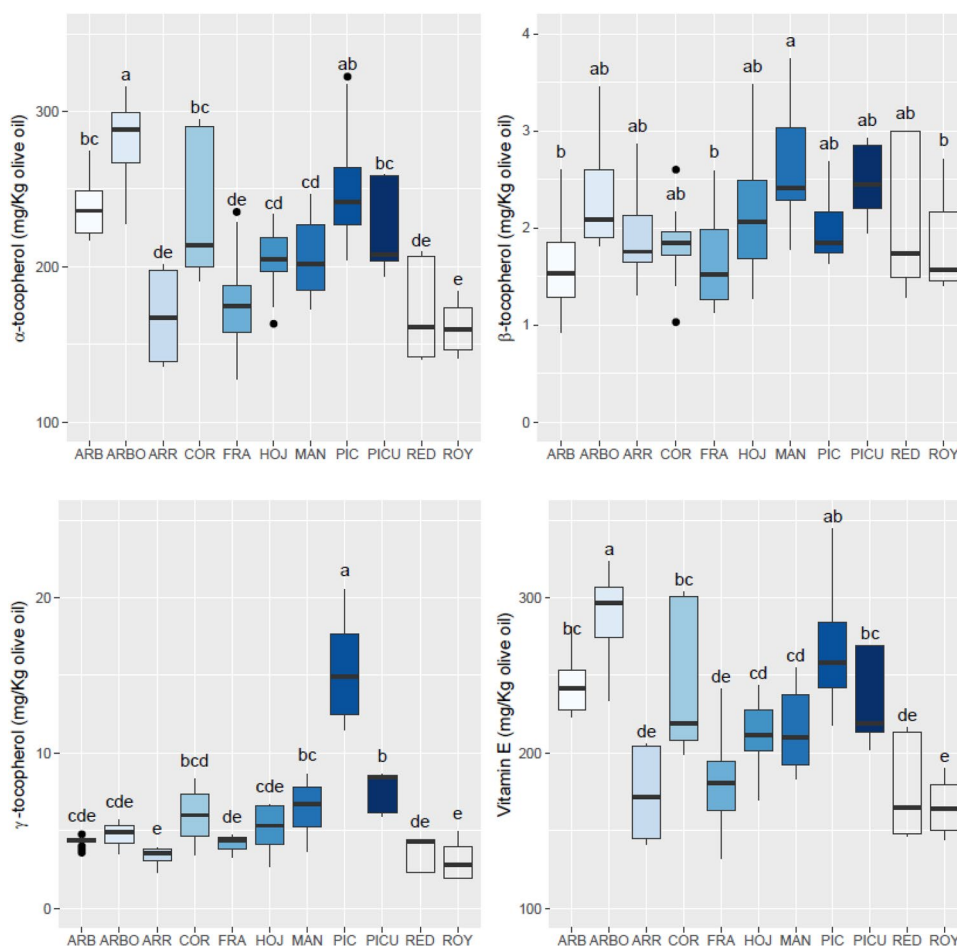 α-tocopherol (mg/Kg olive oil)
300
200
100
bc
a
de
bc
de
cd
cd
ab
bc
de
e
ARB ARBO ARR COR FRA HOJ MAN PIC PICU RED ROY
β-tocopherol (mg/Kg olive oil)
4
3
2
1
0
b
ab
ab
ab
b
ab
a
ab
ab
ab
b
ARB ARBO ARR COR FRA HOJ MAN PIC PICU RED ROY
γ-tocopherol (mg/Kg olive oil)
20
10
0
cde
cde
e
bcd
de
cde
bc
a
b
de
e
ARB ARBO ARR COR FRA HOJ MAN PIC PICU RED ROY
Vitamin E (mg/Kg olive oil)
300
200
100
bc
a
de
bc
de
cd
cd
ab
bc
de
e
ARB ARBO ARR COR FRA HOJ MAN PIC PICU RED ROY